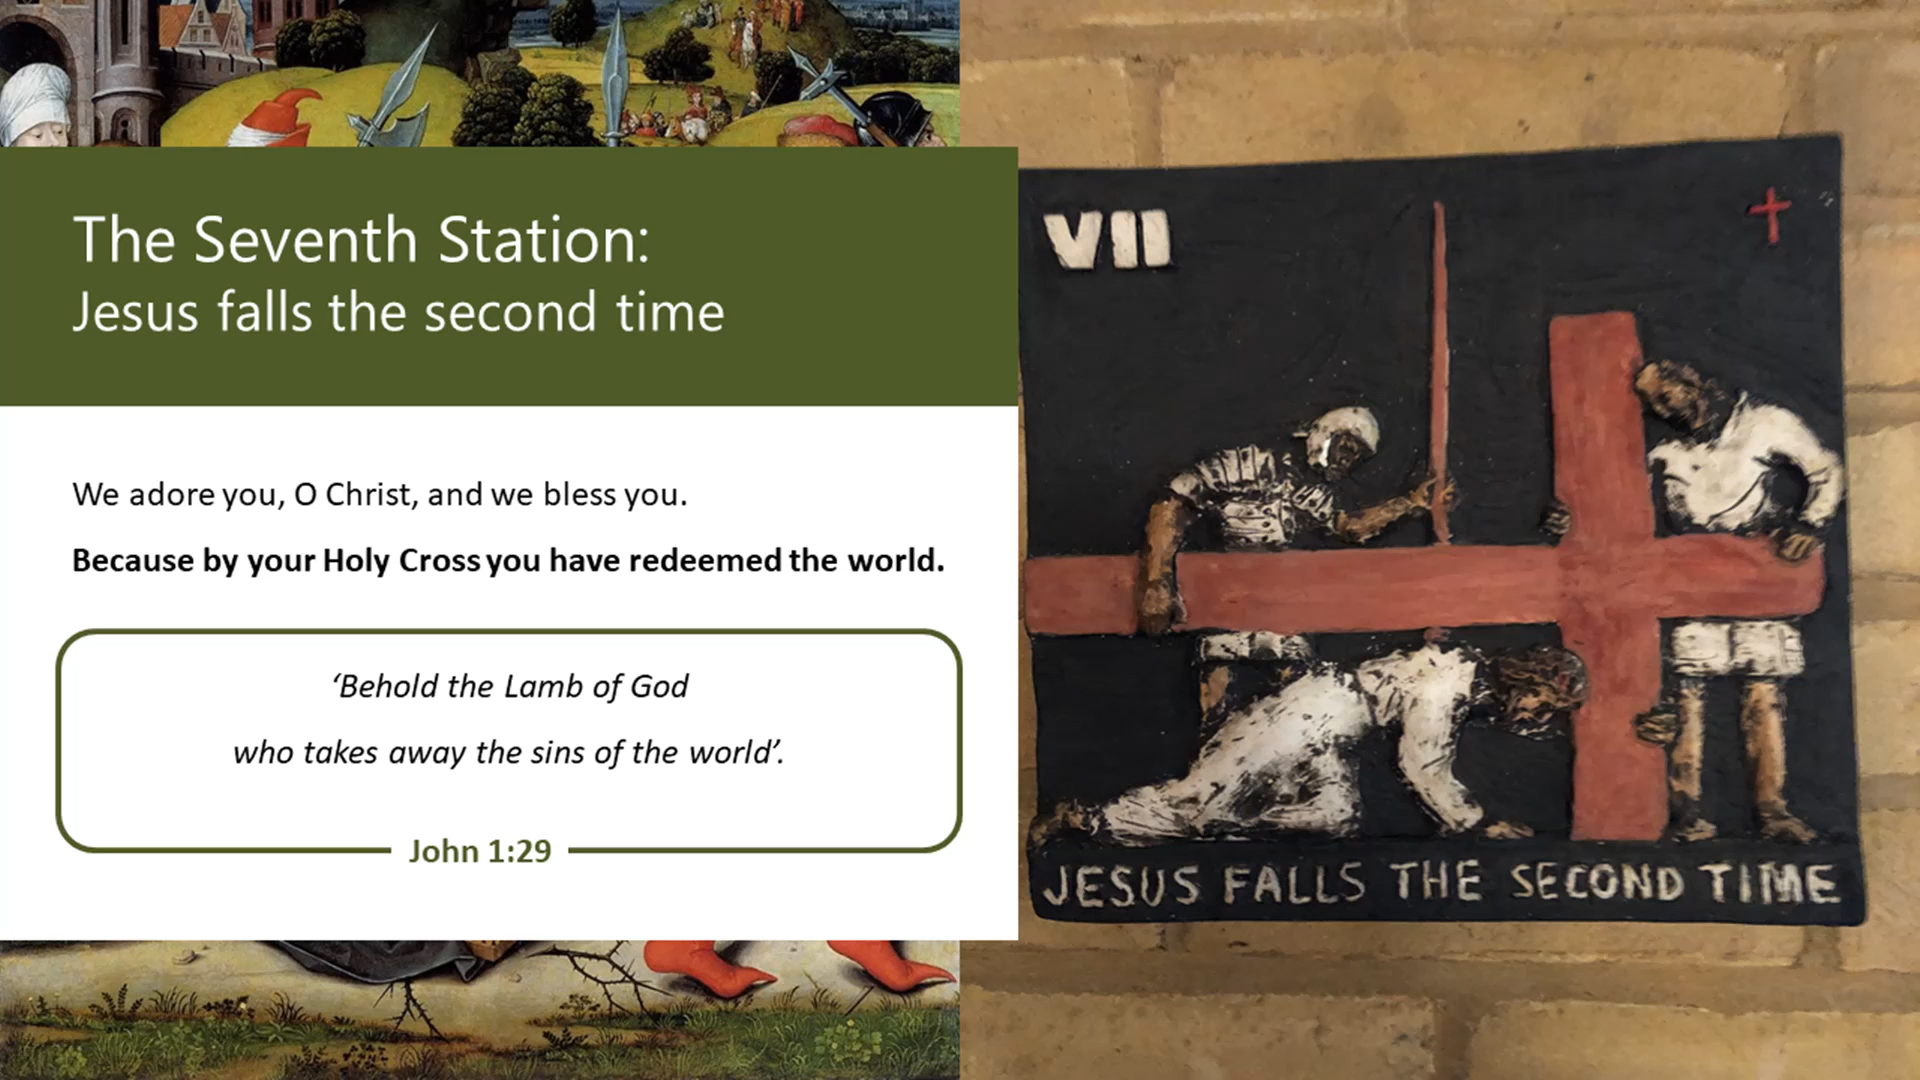 The Seventh Station:
Jesus falls the second time
We adore you, O Christ, and we bless you.
Because by your Holy Cross you have redeemed the world.
‘Behold the Lamb of God
who takes away the sins of the world’.
John 1:29
VII
JESUS FALLS THE SECOND TIME